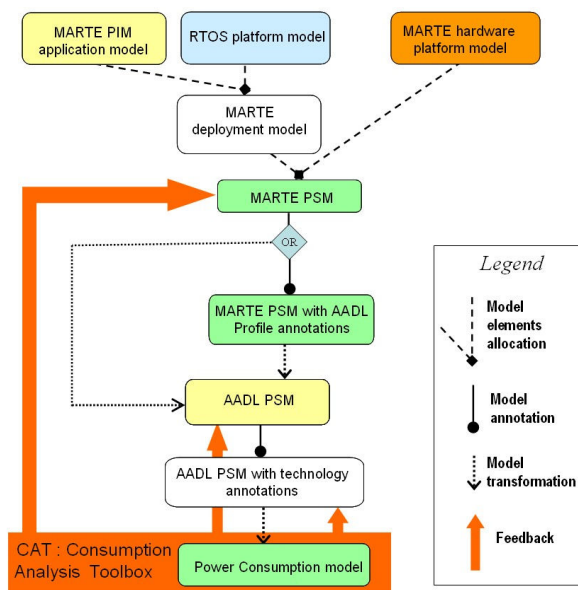 MARTE PIM
application model
RTOS platform model
MARTE hardware
platform model
MARTE
deployment model
MARTE PSM
OR
MARTE PSM with AADL
Profile annotations
AADL PSM
AADL PSM with technology
annotations
CAT : Consumption
Analysis Toolbox
Power Consumption model
Legend
Model
elements
allocation
Model
annotation
Model
transformation
Feedback